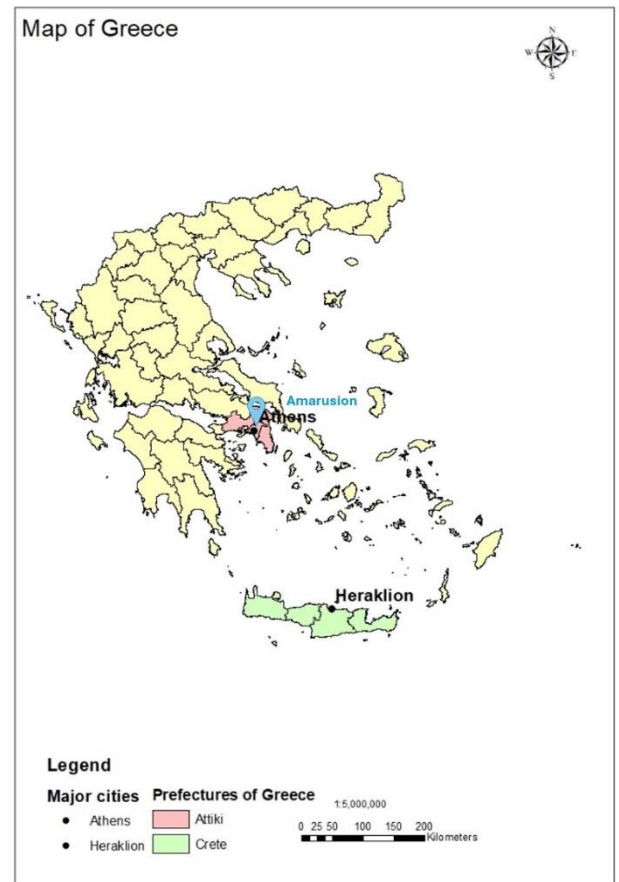 Map of Greece
N
W E
S
Amarusion
Athens
Heraklion
Legend
Major cities Prefectures of Greece
Athens Attiki
Heraklion Crete
1:5,000,000
0 25 50 100 150 200
Kilometers